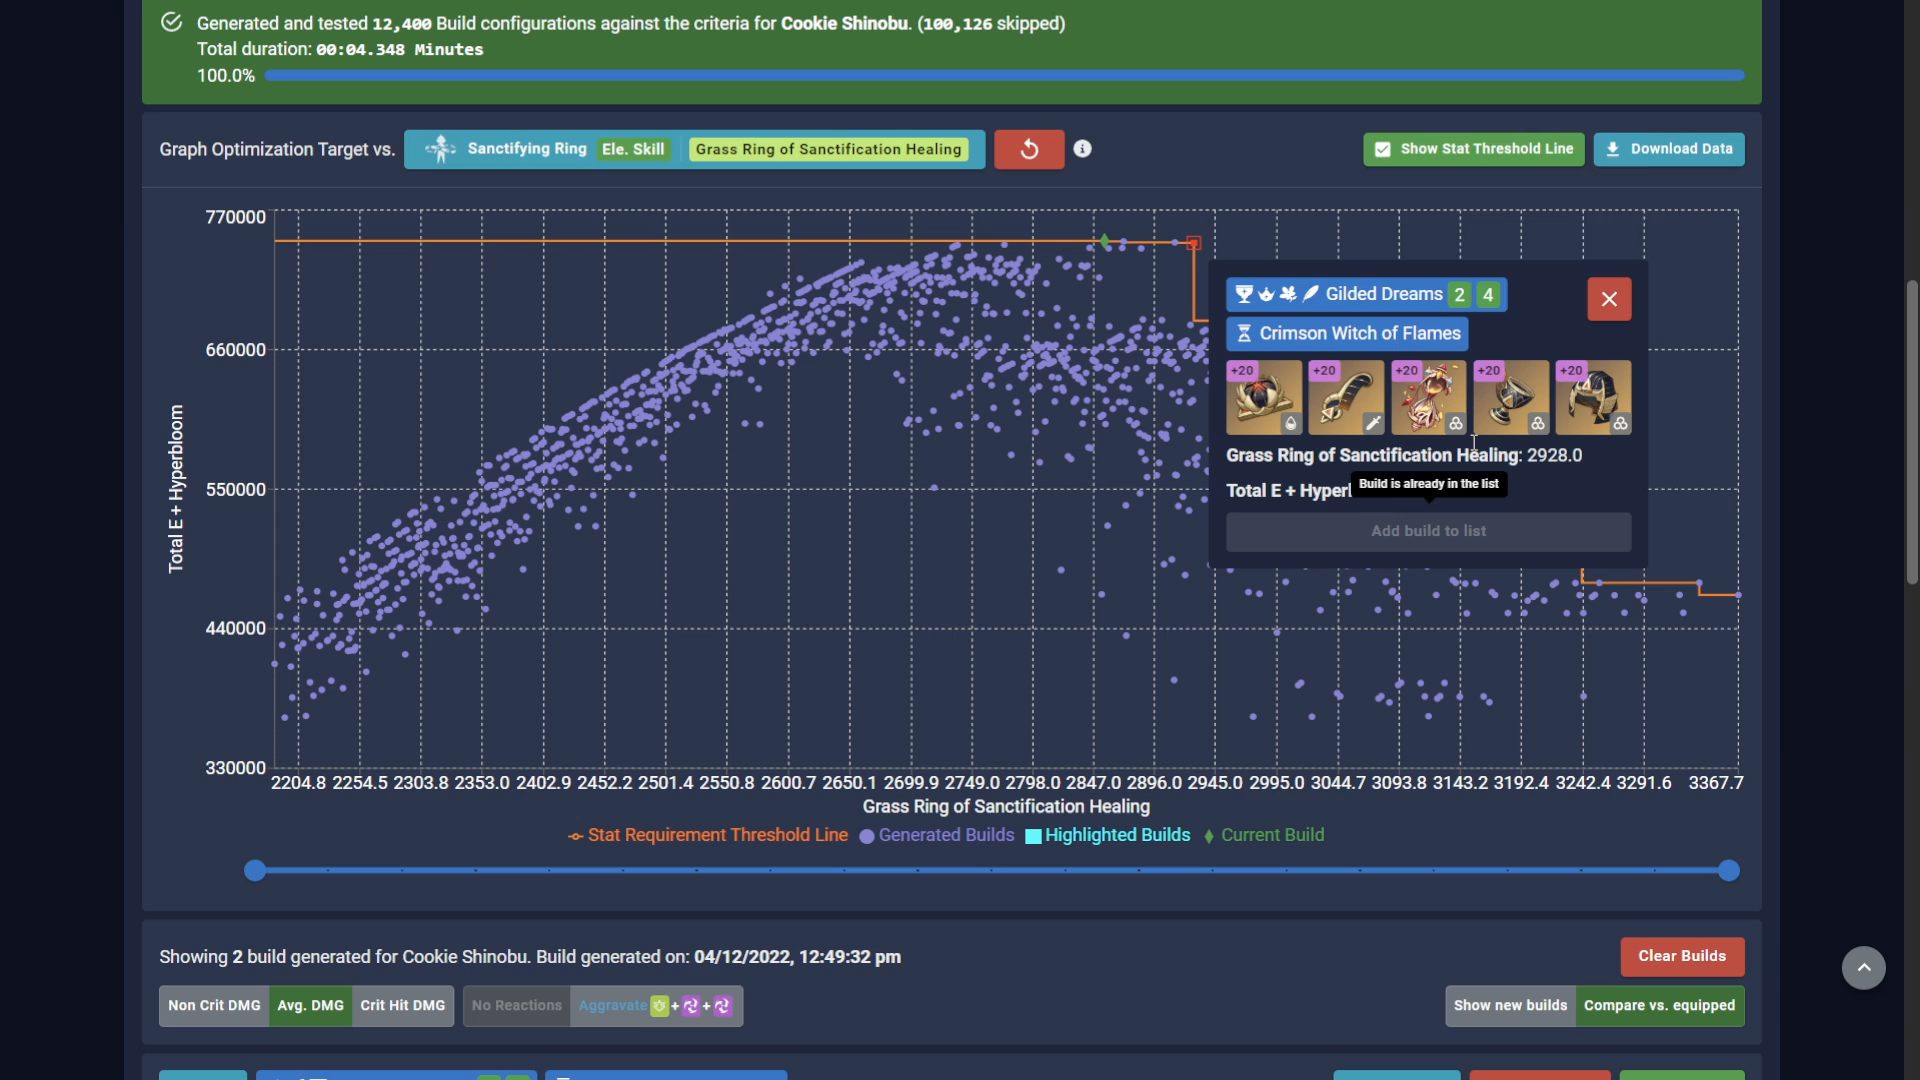 Generated and tested 12,400 Build configurations against the criteria for Cookie Shinobu. (100,126 skipped)
Total duration: 00:04.348 Minutes
100.0%
Graph Optimization Target vs.
Sanctifying Ring Ele. Skill Grass Ring of Sanctification Healing
Show Stat Threshold Line
Download Data
770000
660000
550000
440000
330000
Total E + Hyperbloom
Gilded Dreams 2 4
Crimson Witch of Flames
+20 +20 +20 +20 +20
Grass Ring of Sanctification Healing: 2928.0
Total E + Hyperl
Build is already in the list
Add build to list
2204.8 2254.5 2303.8 2353.0 2402.9 2452.2 2501.4 2550.8 2600.7 2650.1 2699.9 2749.0 2798.0 2847.0 2896.0 2945.0 2995.0 3044.7 3093.8 3143.2 3192.4 3242.4 3291.6 3367.7
Grass Ring of Sanctification Healing
Stat Requirement Threshold Line Generated Builds Highlighted Builds Current Build
Showing 2 build generated for Cookie Shinobu. Build generated on: 04/12/2022, 12:49:32 pm
Clear Builds
Non Crit DMG Avg. DMG Crit Hit DMG No Reactions Aggravate + +
Show new builds Compare vs. equipped